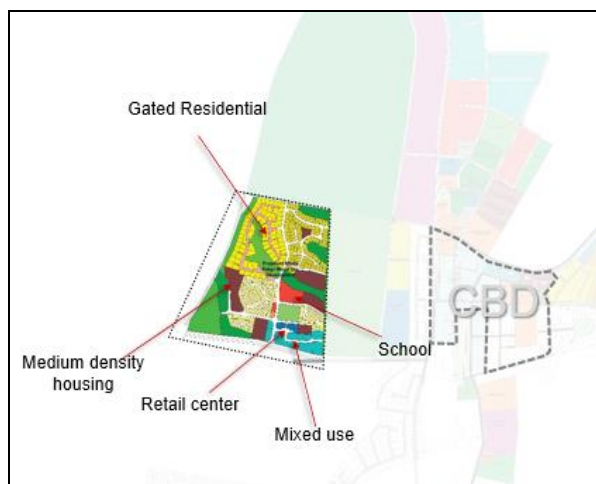 Gated Residential
CBD
School
Medium density
housing
Retail center
Mixed use